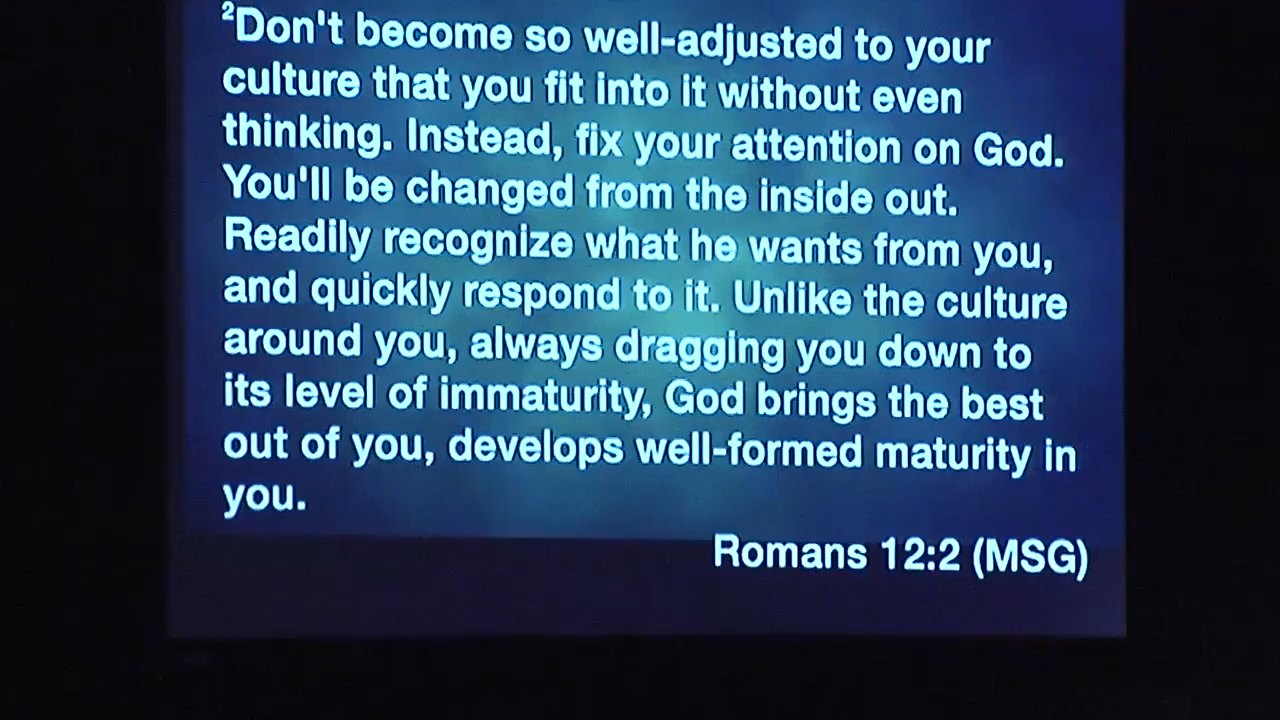 ²Don't become so well-adjusted to your
culture that you fit into it without even
thinking. Instead, fix your attention on God.
You'll be changed from the inside out.
Readily recognize what he wants from you,
and quickly respond to it. Unlike the culture
around you, always dragging you down to
its level of immaturity, God brings the best
out of you, develops well-formed maturity in
you.
Romans 12:2 (MSG)